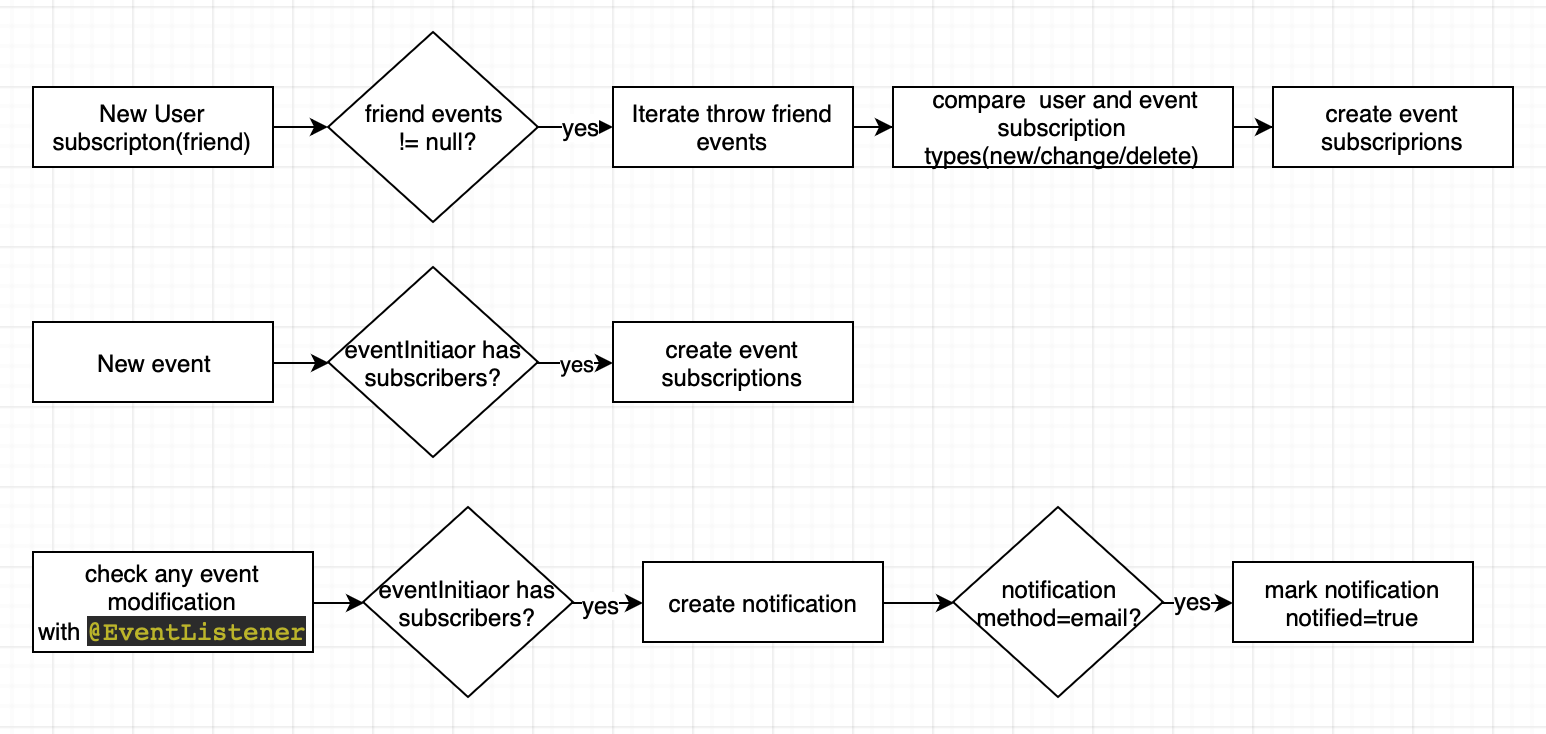 New User
subscripton(friend)
friend events
!= null?
yes
Iterate throw friend
events
compare user and event
subscription
types(new/change/delete)
create event
subscriprions
New event
eventInitiaor has
subscribers?
yes
create event
subscriptions
check any event
modification
with @EventListener
eventInitiaor has
subscribers?
yes
create notification
notification
method=email?
yes
mark notification
notified=true